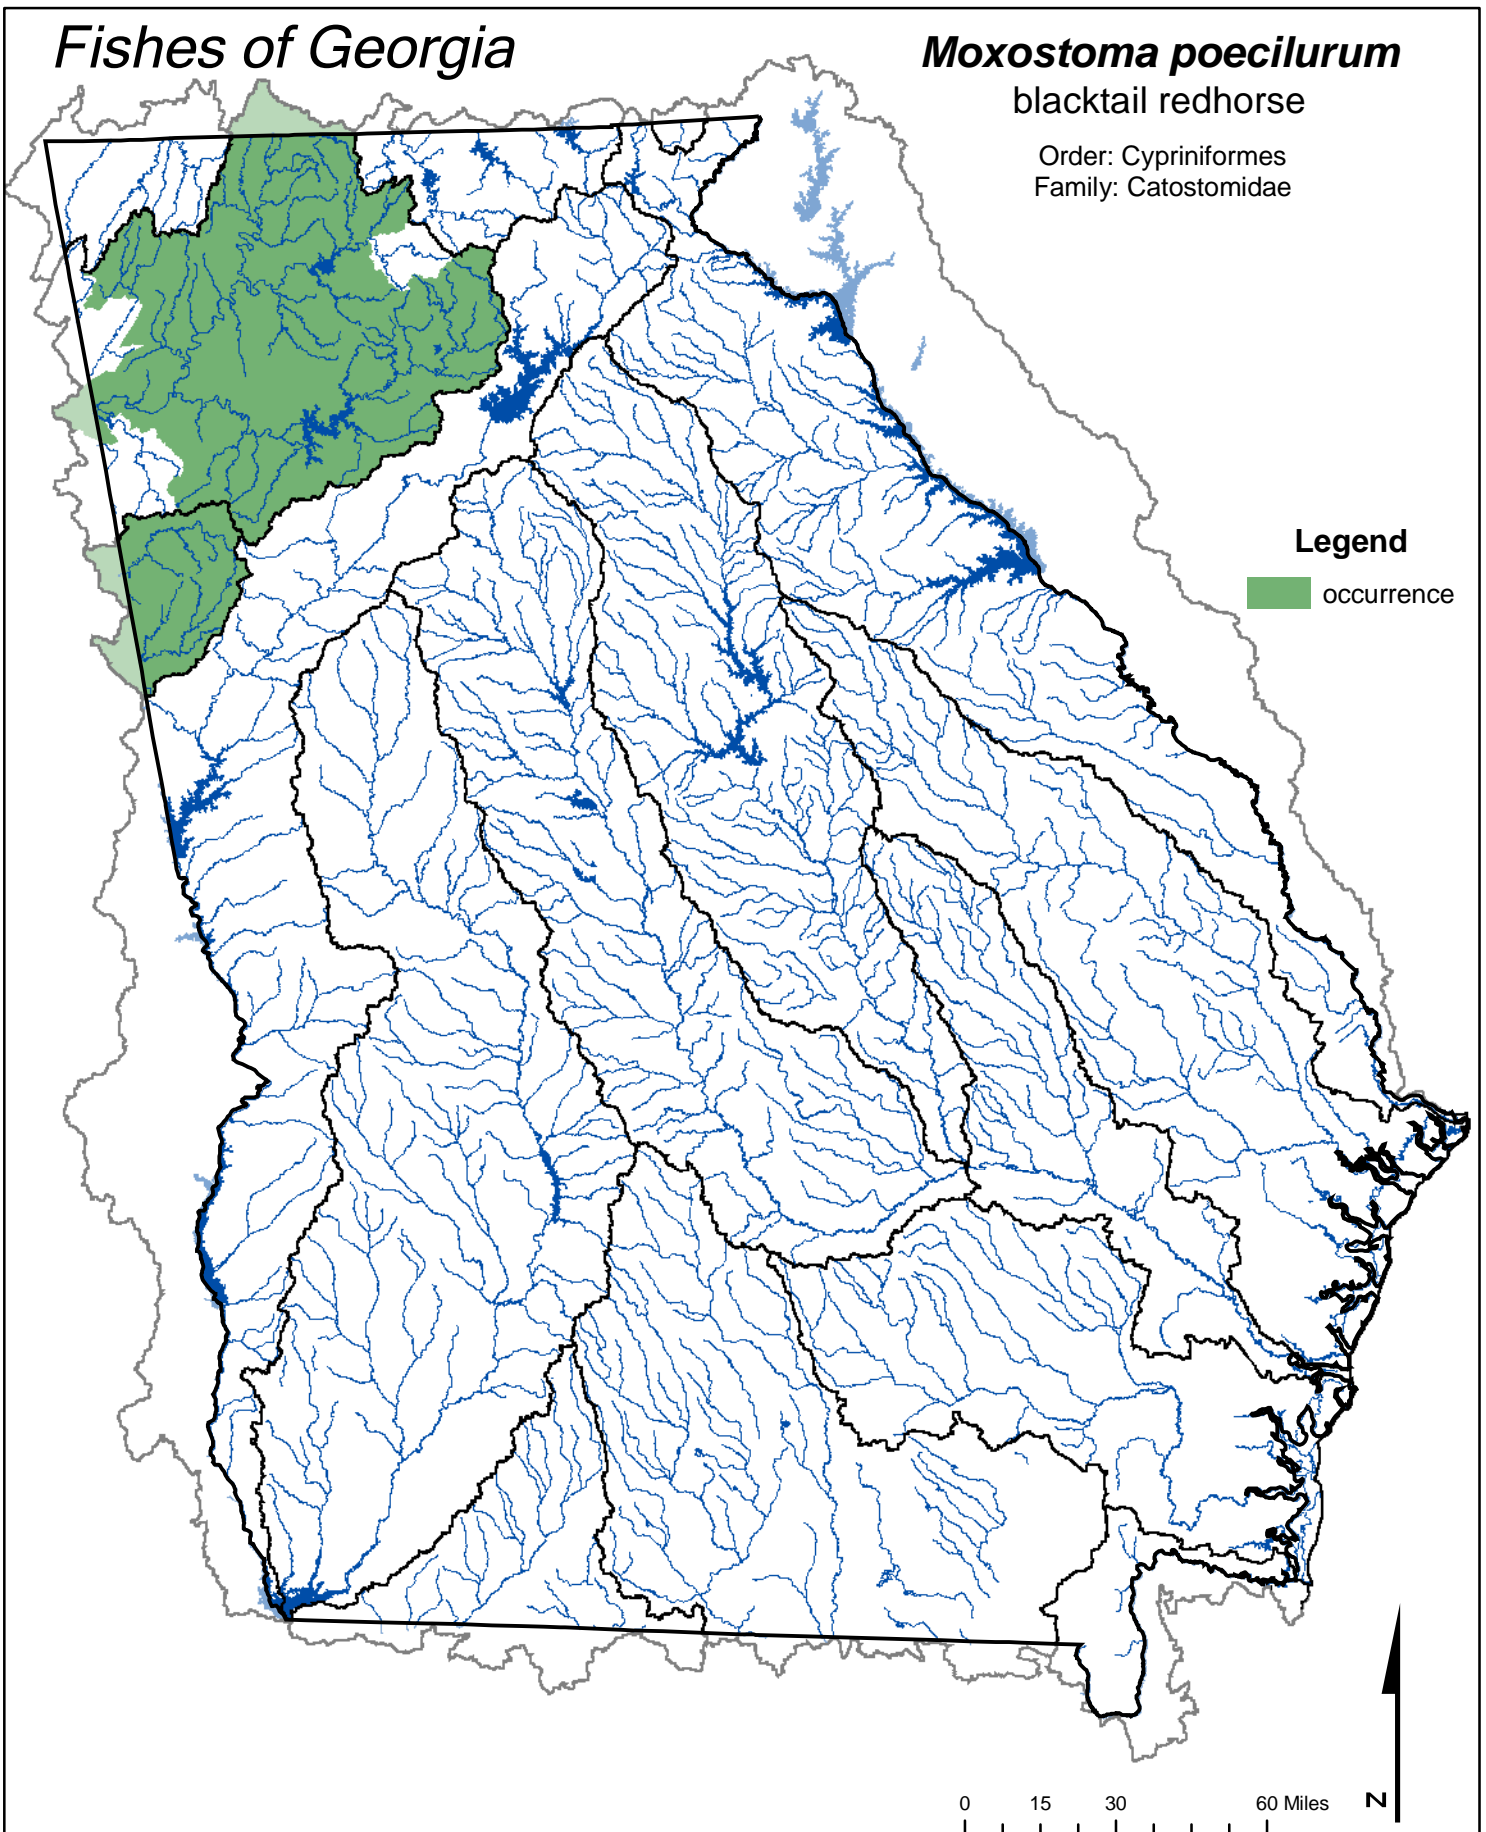 Fishes of Georgia
Moxostoma poecilurum
blacktail redhorse
Order: Cypriniformes
Family: Catostomidae
Legend
occurrence
0 15 30 60 Miles
N